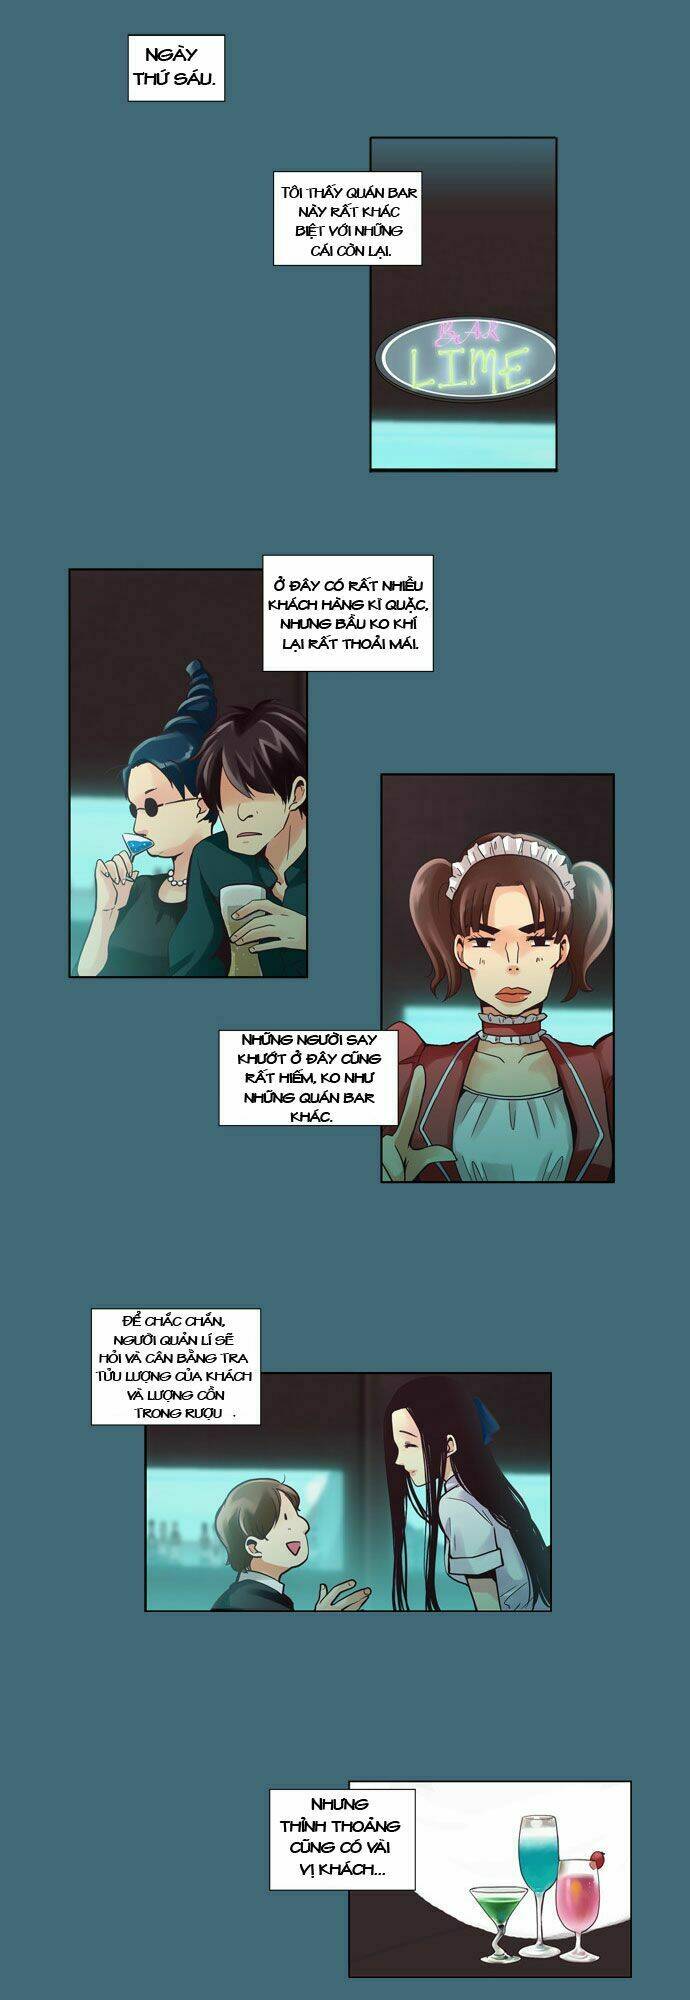 NGÀY
THỨ SÁU.
TÔI THẤY QUÁN BAR
NÀY RẤT KHÁC
BIỆT VỚI NHỮNG
CÁI CÒN LẠI.
BAR
LIME
Ở ĐÂY CÓ RẤT NHIỀU
KHÁCH HÀNG KÌ QUẶC,
NHƯNG BẦU KO KHÍ
LẠI RẤT THOẢI MÁI.
NHỮNG NGƯỜI SAY
KHƯỚT Ở ĐÂY CŨNG
RẤT HIẾM, KO NHƯ
NHỮNG QUÁN BAR
KHÁC.
ĐỂ CHẮC CHẮN,
NGƯỜI QUẢN LÍ SẼ
HỎI VÀ CÂN BẰNG TRA
TỬU LƯỢNG CỦA KHÁCH
VÀ LƯỢNG CỒN
TRONG RƯỢU .
NHƯNG
THỈNH THOẢNG
CŨNG CÓ VÀI
VỊ KHÁCH...